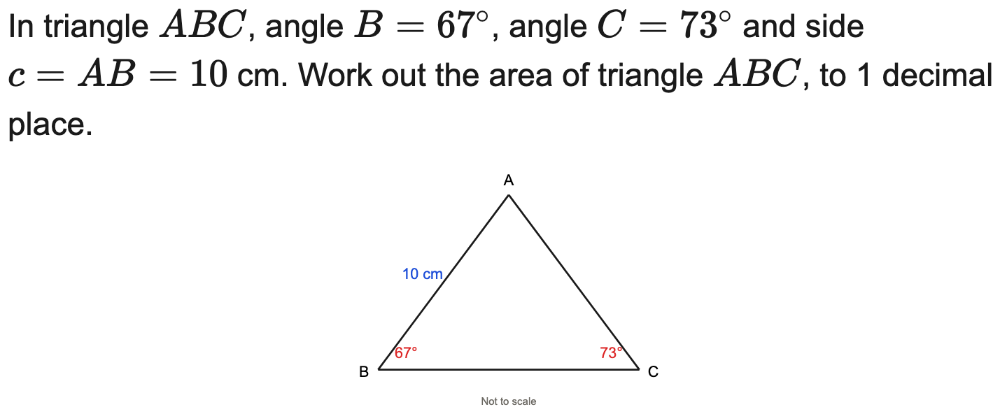 In triangle ABC, angle B = 67°, angle C = 73° and side
c = AB = 10 cm. Work out the area of triangle ABC, to 1 decimal
place.
A
10 cm
67°
73°
B
C
Not to scale